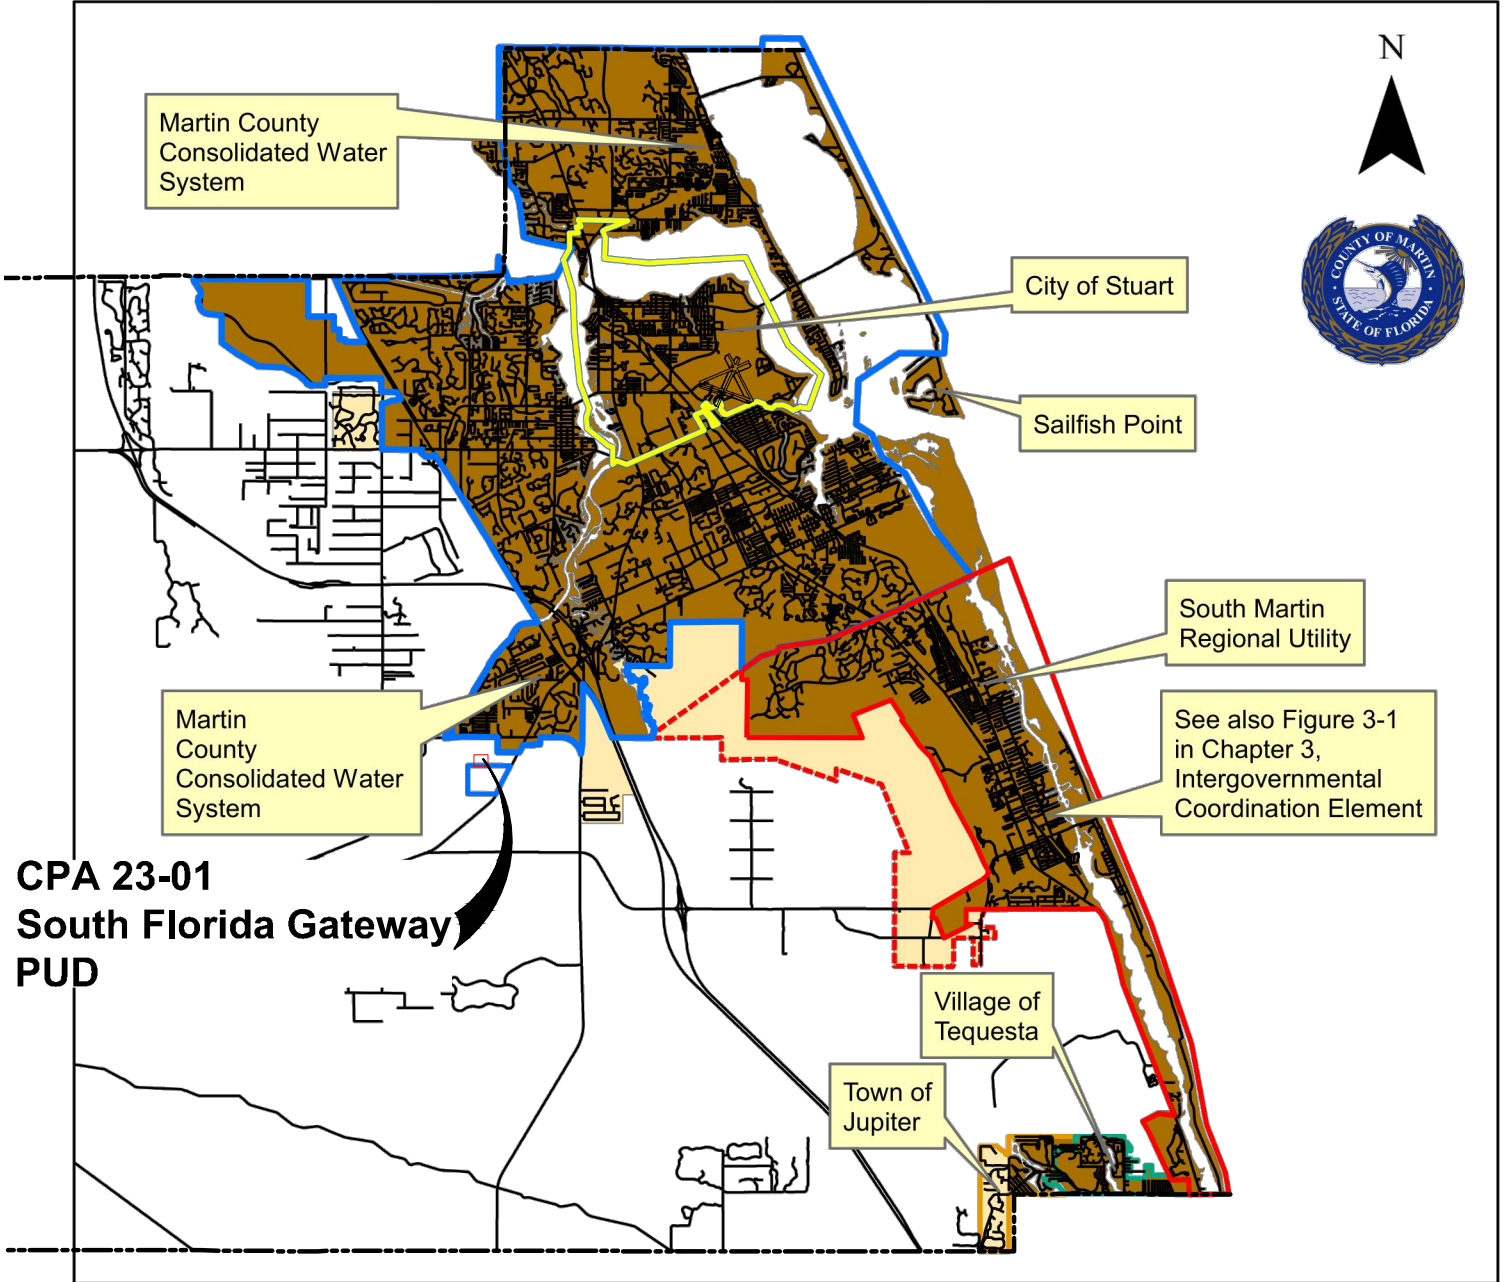 N
Martin County
Consolidated Water
System
COUNTY OF MARTIN
STATE OF FLORIDA
City of Stuart
Sailfish Point
South Martin
Regional Utility
Martin
County
Consolidated Water
System
See also Figure 3-1
in Chapter 3,
Intergovernmental
Coordination Element
CPA 23-01
South Florida Gateway
PUD
Village of
Tequesta
Town of
Jupiter